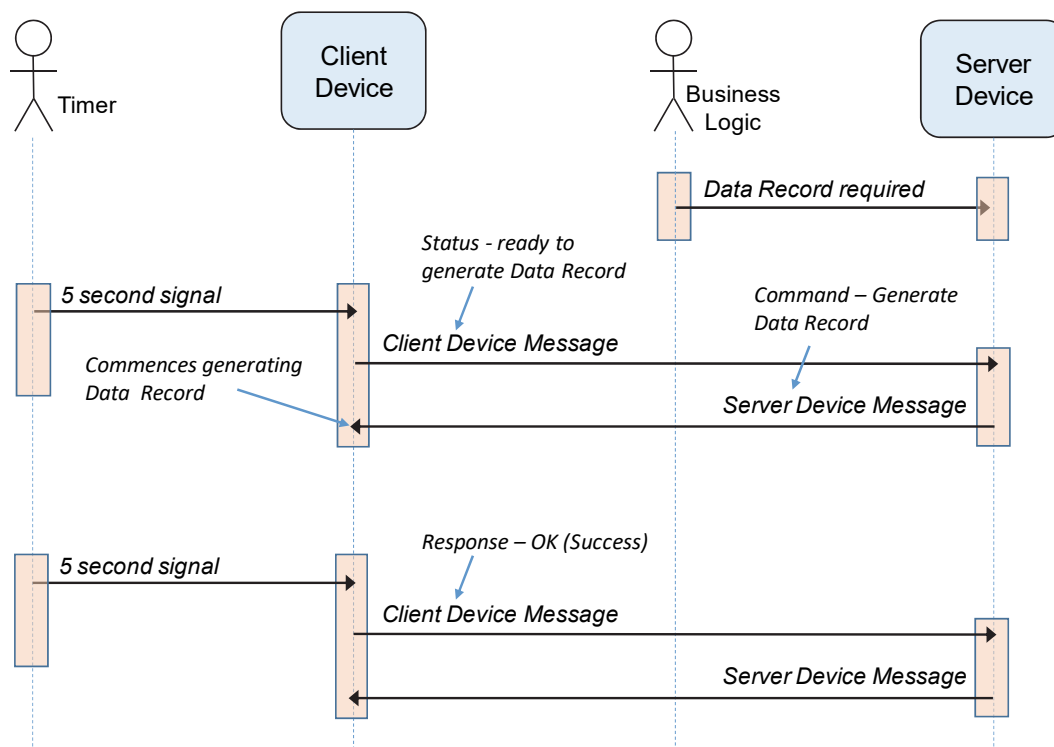 Timer
Client
Device
Business
Logic
Server
Device
Data Record required
Status - ready to
generate Data Record
5 second signal
Command – Generate
Data Record
Client Device Message
Commences generating
Data Record
Server Device Message
Response – OK (Success)
5 second signal
Client Device Message
Server Device Message